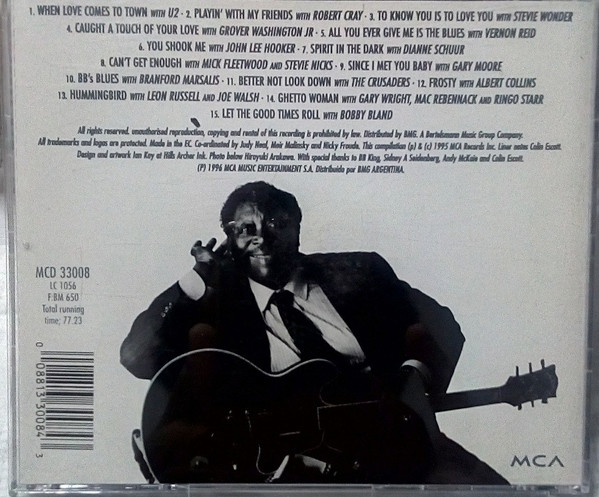 1. WHEN LOVE COMES TO TOWN WITH U2 · 2. PLAYIN' WITH MY FRIENDS WITH ROBERT CRAY · 3. TO KNOW YOU IS TO LOVE YOU WITH STEVIE WONDER
4. CAUGHT A TOUCH OF YOUR LOVE WITH GROVER WASHINGTON JR · 5. ALL YOU EVER GIVE ME IS THE BLUES WITH VERNON REID
6. YOU SHOOK ME WITH JOHN LEE HOOKER · 7. SPIRIT IN THE DARK WITH DIANNE SCHUUR
8. CAN'T GET ENOUGH WITH MICK FLEETWOOD AND STEVIE NICKS · 9. SINCE I MET YOU BABY WITH GARY MOORE
10. BB's BLUES WITH BRANFORD MARSALIS · 11. BETTER NOT LOOK DOWN WITH THE CRUSADERS · 12. FROSTY WITH ALBERT COLLINS
13. HUMMINGBIRD WITH LEON RUSSELL AND JOE WALSH · 14. GHETTO WOMAN WITH GARY WRIGHT, MAC REBENNACK AND RINGO STARR
15. LET THE GOOD TIMES ROLL WITH BOBBY BLAND
All rights reserved, unauthorised reproduction, copying and rental of this recording is prohibited by law. Distributed by BMG. A Bertelsmann Music Group Company.
All trademarks and logos are protected. Made in the EC. Co-ordinated by Judy Neal, Meir Malinsky and Nicky Froude. This compilation (p) & (c) 1995 MCA Records Inc. Liner notes Colin Escott.
Design and artwork Ian Key at Hills Archer Ink. Photo below Hiroyuki Arakawa. With special thanks to BB King, Sidney A Seidenberg, Andy McKaie and Colin Escott.
(P) 1996 MCA MUSIC ENTERTAINMENT S.A. Distribuido por BMG ARGENTINA.
MCD 33008
LC 1056
F:BM 650
Total running
time; 77.23
0 08813 30084 3
MCA